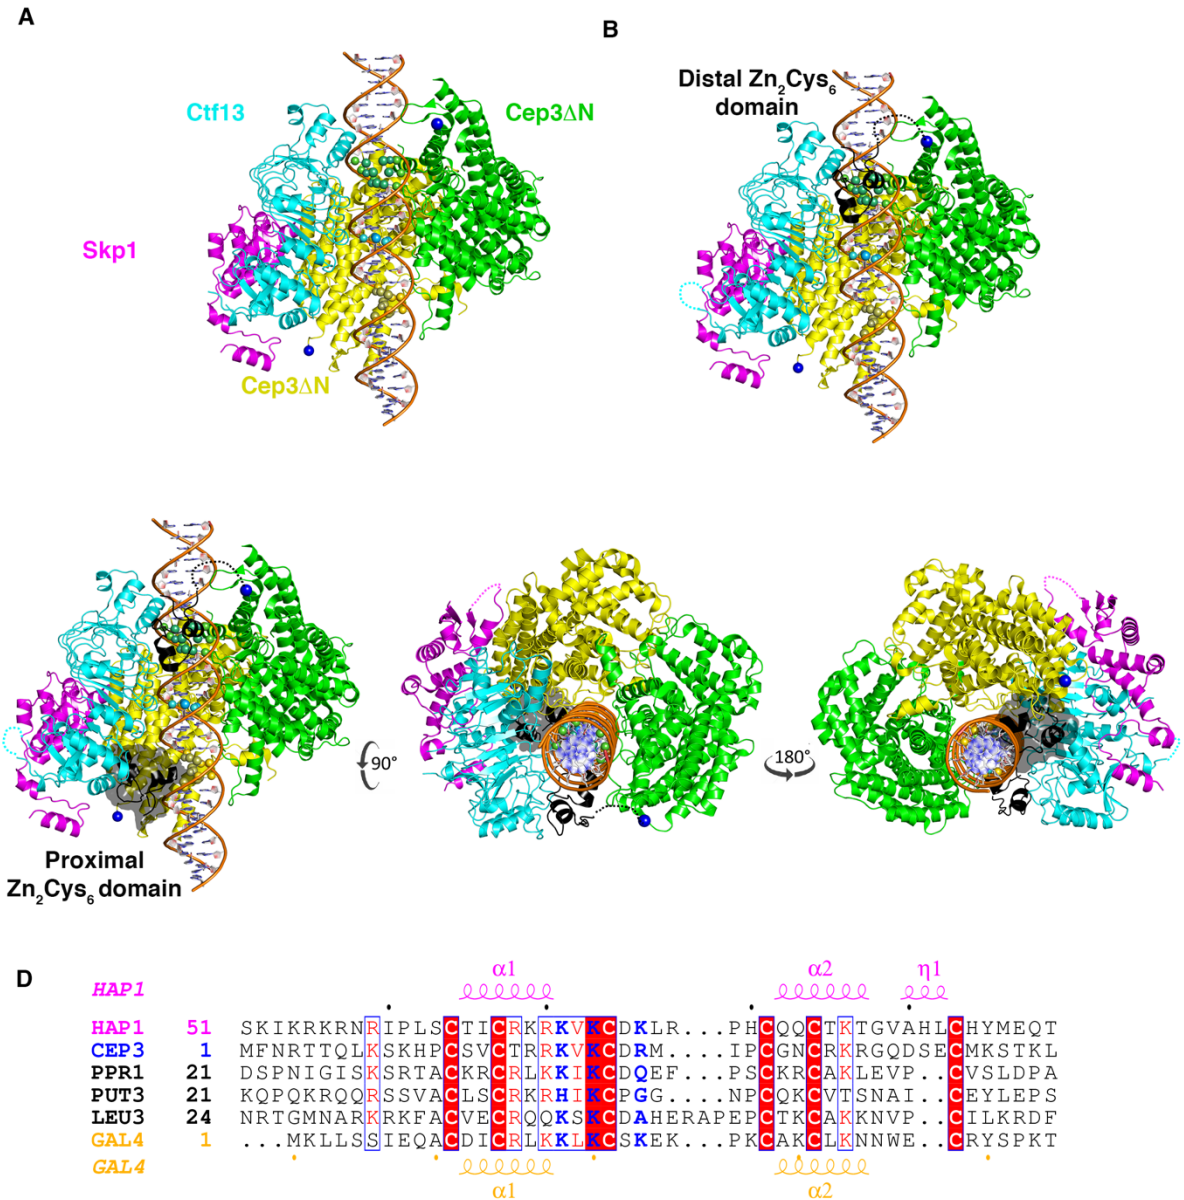 A
B
Ctf13
Cep3ΔN
Skp1
Cep3ΔN
Distal Zn2Cys6
domain
90°
180°
Proximal
Zn2Cys6 domain
D
α1 α2 η1
HAP1
HAP1 51 SKIKRKRNRIPLSCTICRKRKVKCDKLR...PHCQQCTKTGVAHLCHYMEQT
CEP3 1 MFNRTTQLKSKHPCSVCTRRKVKCDRM....IPCGNCRKRGQDSECMKSTKL
PPR1 21 DSPNIGISKSRTACKRCRLKKIKCDQEF...PSCKRCAKLEVPV..CVSLDPA
PUT3 21 KQPQKRQQRSSVACLSCRKRHIKCPGG....NPCQKCVTSNAI..CEYLEPS
LEU3 24 NRTGMNARKRKFACVECRQQKSKCDAHERAPEPCTKCAKKNVP..CILKRDF
GAL4 1 ...MKLLSSIEQACDICRLKKLKCSKEK...PKCAKCLKNNWE..CRYSPKT
GAL4
α1 α2